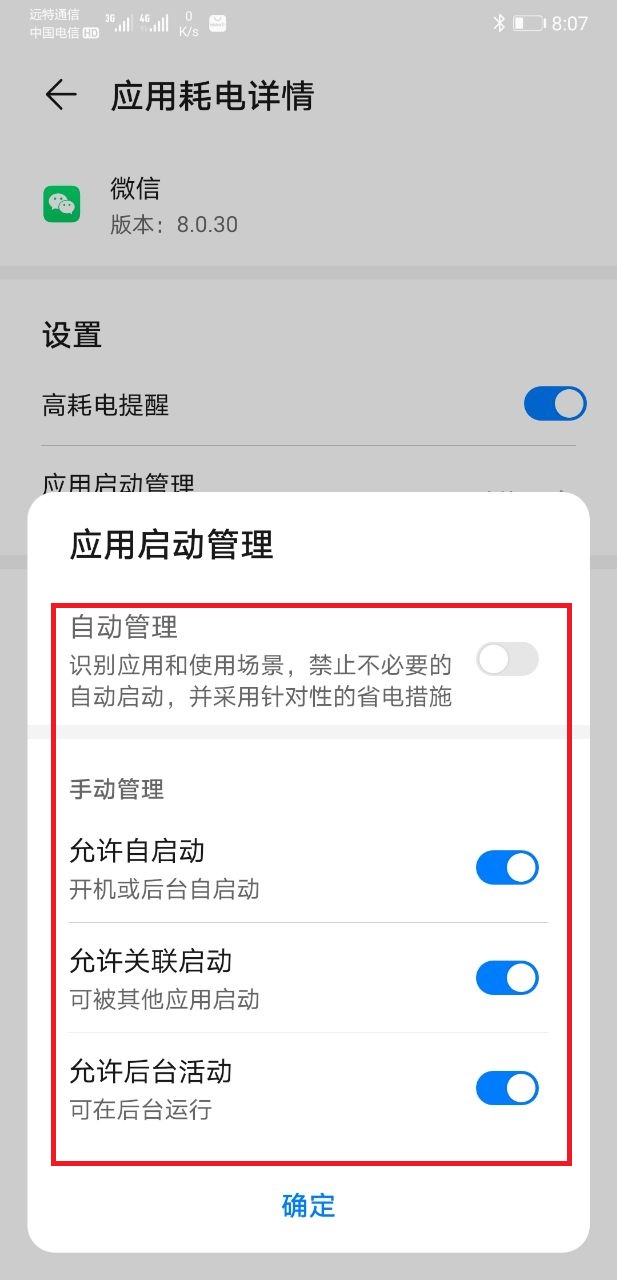 远特通信
中国电信 HD
3G
4G
0
K/s
8:07
应用耗电详情
微信
版本：8.0.30
设置
高耗电提醒
应用启动管理
应用启动管理
自动管理
识别应用和使用场景，禁止不必要的
自动启动，并采用针对性的省电措施
手动管理
允许自启动
开机或后台自启动
允许关联启动
可被其他应用启动
允许后台活动
可在后台运行
确定